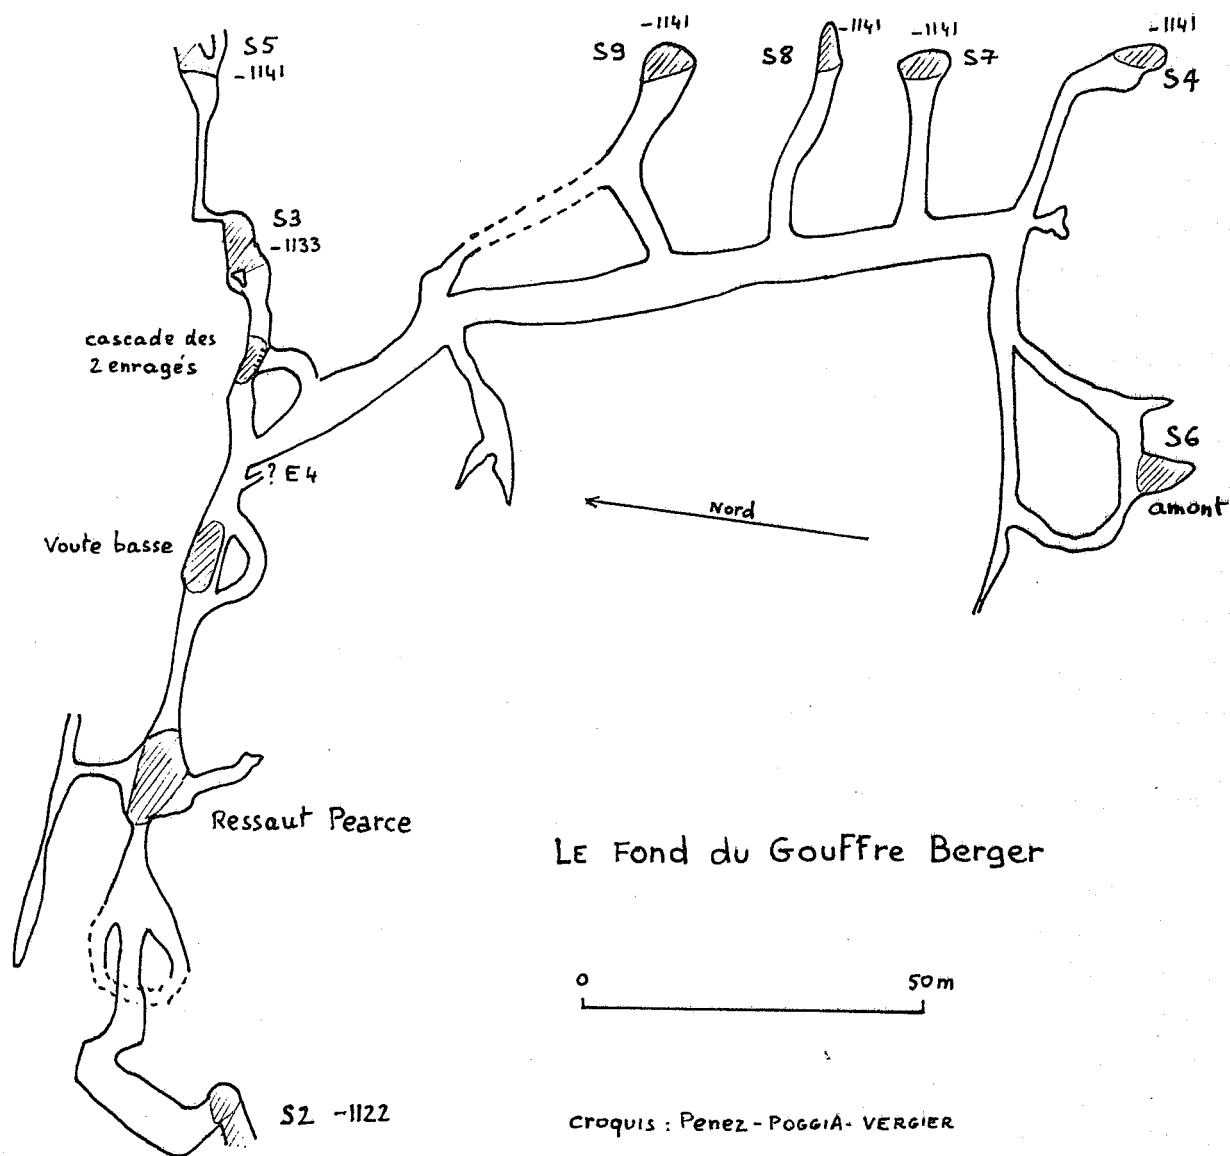 S5
-1141
-1141
S9
-1141
S8
-1141
S7
-1141
S4
S3
-1133
cascade des
2 enragés
? E4
Voute basse
Nord
S6
amont
Ressaut Pearce
LE Fond du GouFFre Berger
0 50m
S2 -1122
croquis : Penez - POGGIA - VERGIER